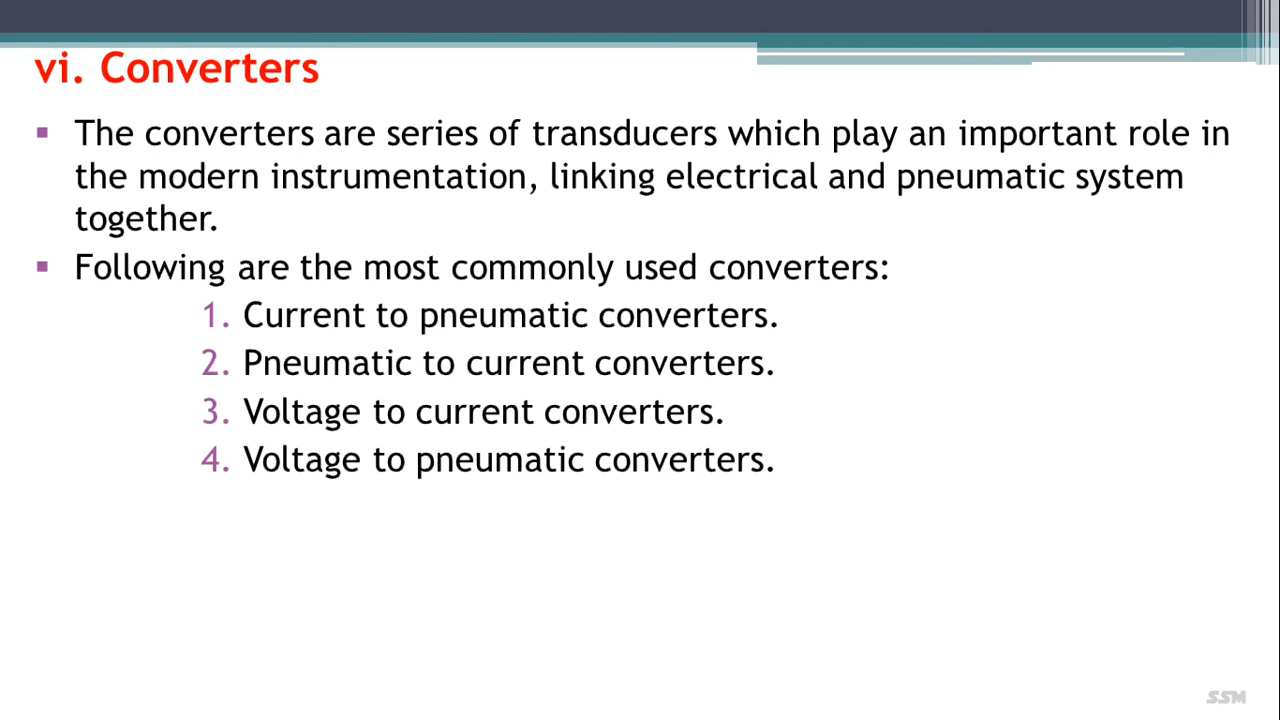 vi. Converters
▪ The converters are series of transducers which play an important role in
the modern instrumentation, linking electrical and pneumatic system
together.
▪ Following are the most commonly used converters:
1. Current to pneumatic converters.
2. Pneumatic to current converters.
3. Voltage to current converters.
4. Voltage to pneumatic converters.
SSM